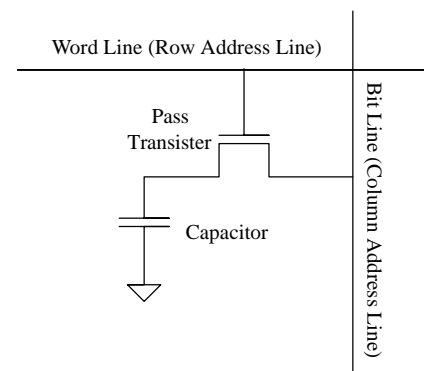 Word Line (Row Address Line)
Pass
Transister
Capacitor
Bit Line (Column Address Line)